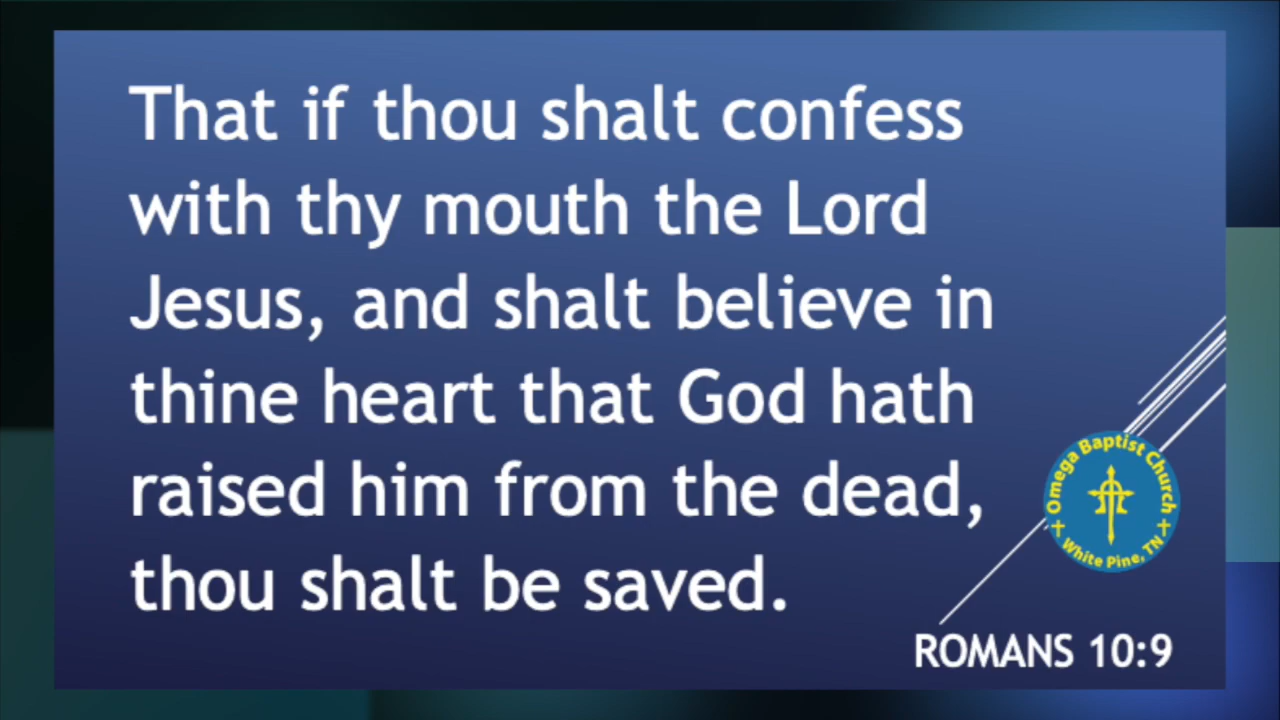 That if thou shalt confess
with thy mouth the Lord
Jesus, and shalt believe in
thine heart that God hath
raised him from the dead,
thou shalt be saved.
Omega Baptist Church
White Pine, TN
ROMANS 10:9